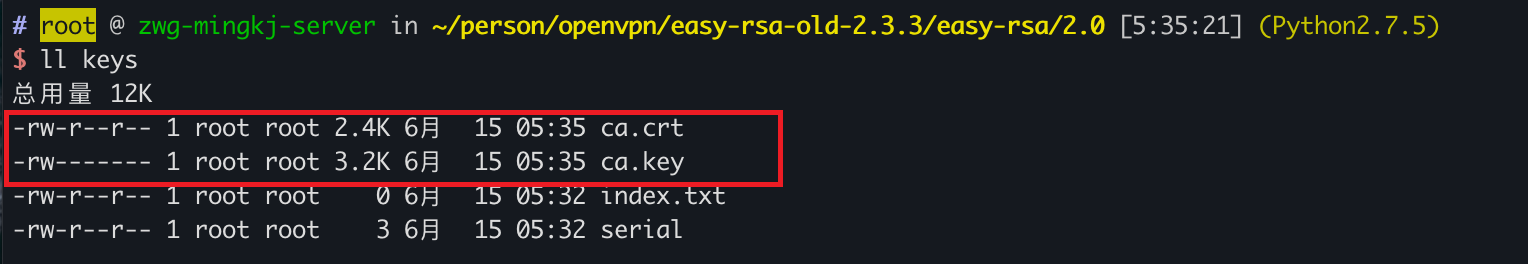 # root @ zwg-mingkj-server in ~/person/openvpn/easy-rsa-old-2.3.3/easy-rsa/2.0 [5:35:21] (Python2.7.5)
$ ll keys
总用量 12K
-rw-r--r-- 1 root root 2.4K 6月  15 05:35 ca.crt
-rw------- 1 root root 3.2K 6月  15 05:35 ca.key
-rw-r--r-- 1 root root    0 6月  15 05:32 index.txt
-rw-r--r-- 1 root root    3 6月  15 05:32 serial